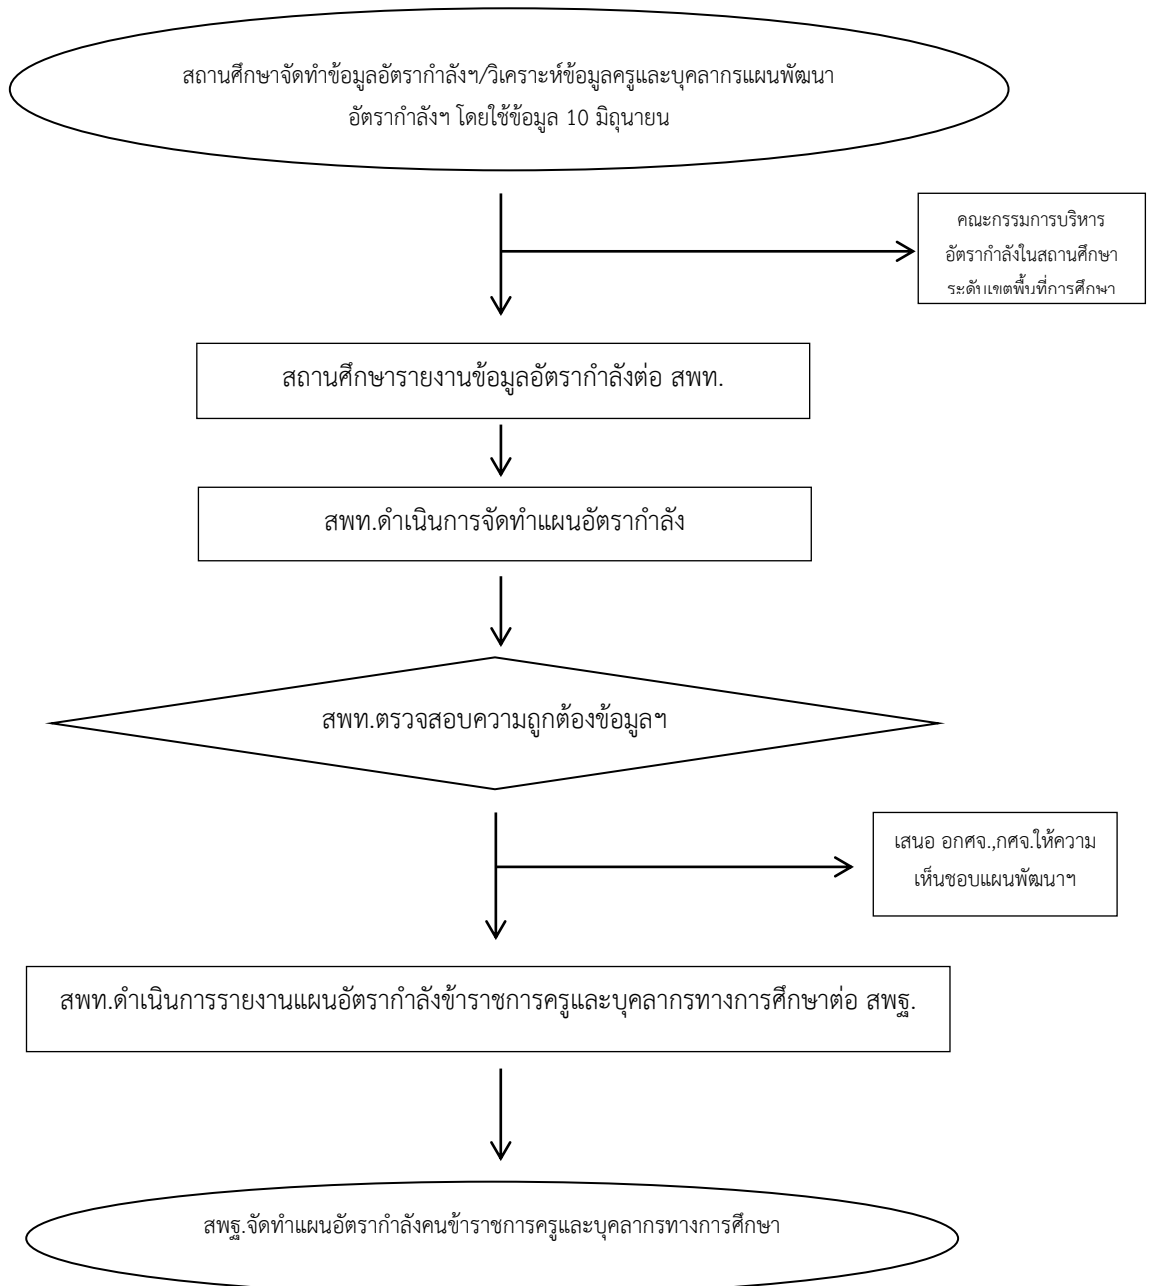 สถานศึกษาจัดทำข้อมูลอัตรากำลังฯ/วิเคราะห์ข้อมูลครูและบุคลากรแผนพัฒนา
อัตรากำลังฯ โดยใช้ข้อมูล 10 มิถุนายน
คณะกรรมการบริหาร
อัตรากำลังในสถานศึกษา
ระดับเขตพื้นที่การศึกษา
สถานศึกษารายงานข้อมูลอัตรากำลังต่อ สพท.
สพท.ดำเนินการจัดทำแผนอัตรากำลัง
สพท.ตรวจสอบความถูกต้องข้อมูลฯ
เสนอ อกศจ.,กศจ.ให้ความ
เห็นชอบแผนพัฒนาฯ
สพท.ดำเนินการรายงานแผนอัตรากำลังข้าราชการครูและบุคลากรทางการศึกษาต่อ สพฐ.
สพฐ.จัดทำแผนอัตรากำลังคนข้าราชการครูและบุคลากรทางการศึกษา